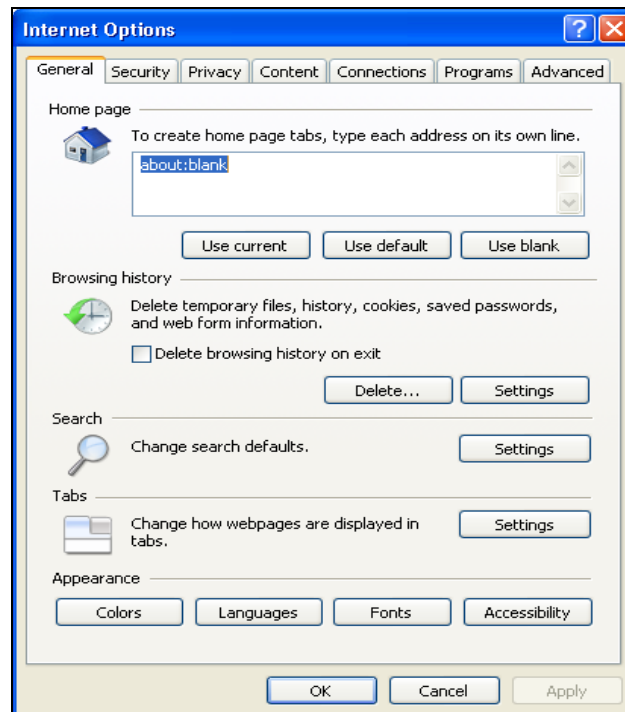 Internet Options
General Security Privacy Content Connections Programs Advanced
Home page
To create home page tabs, type each address on its own line.
about:blank
Use current Use default Use blank
Browsing history
Delete temporary files, history, cookies, saved passwords,
and web form information.
Delete browsing history on exit
Delete... Settings
Search
Change search defaults. Settings
Tabs
Change how webpages are displayed in Settings
tabs.
Appearance
Colors Languages Fonts Accessibility
OK Cancel Apply